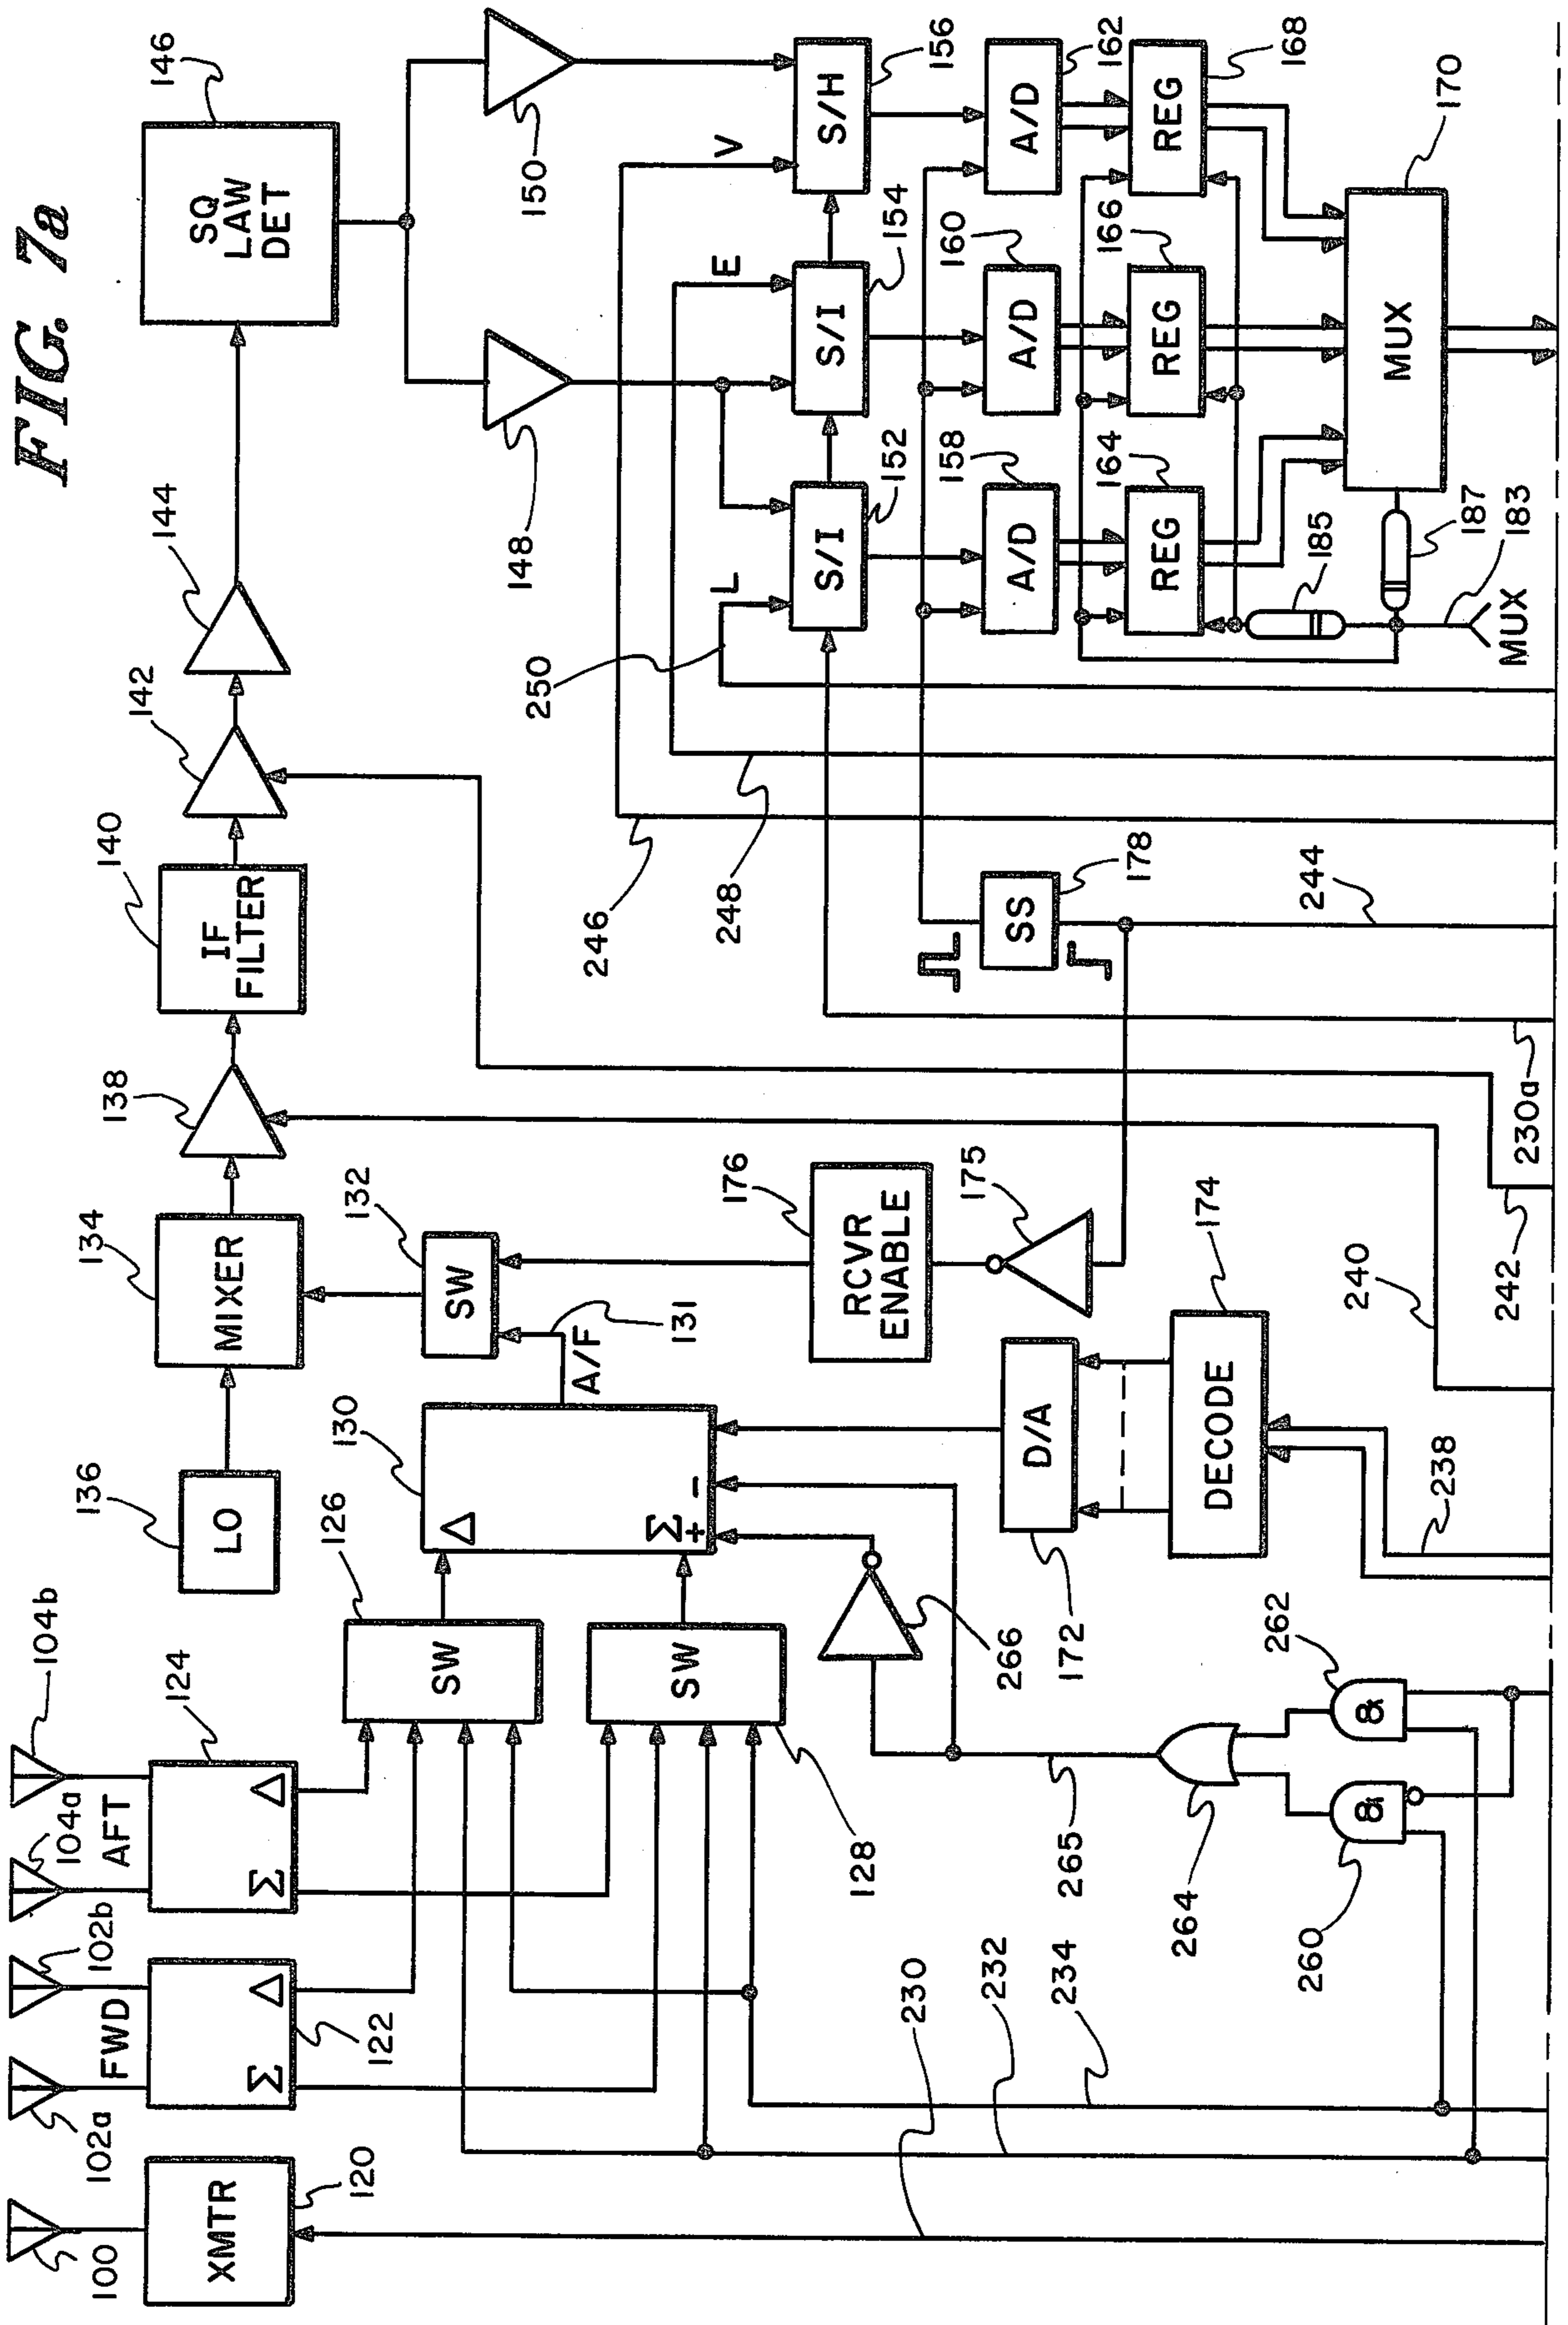 FIG. 7a
100
102a
FWD
102b
104a
AFT
104b
XMTR
120
Σ
Δ
122
Σ
Δ
124
SW
126
SW
128
Δ
Σ
+
-
130
A/F
131
SW
132
LO
136
MIXER
134
138
IF
FILTER
140
142
144
SQ
LAW
DET
146
148
150
L
E
V
250
246
248
S/I
152
S/I
154
S/H
156
A/D
158
A/D
160
A/D
162
REG
164
REG
166
REG
168
MUX
170
185
187
183
MUX
SS
178
244
230a
RCVR
ENABLE
176
175
D/A
172
DECODE
174
238
240
242
266
265
264
&
260
&
262
230
232
234